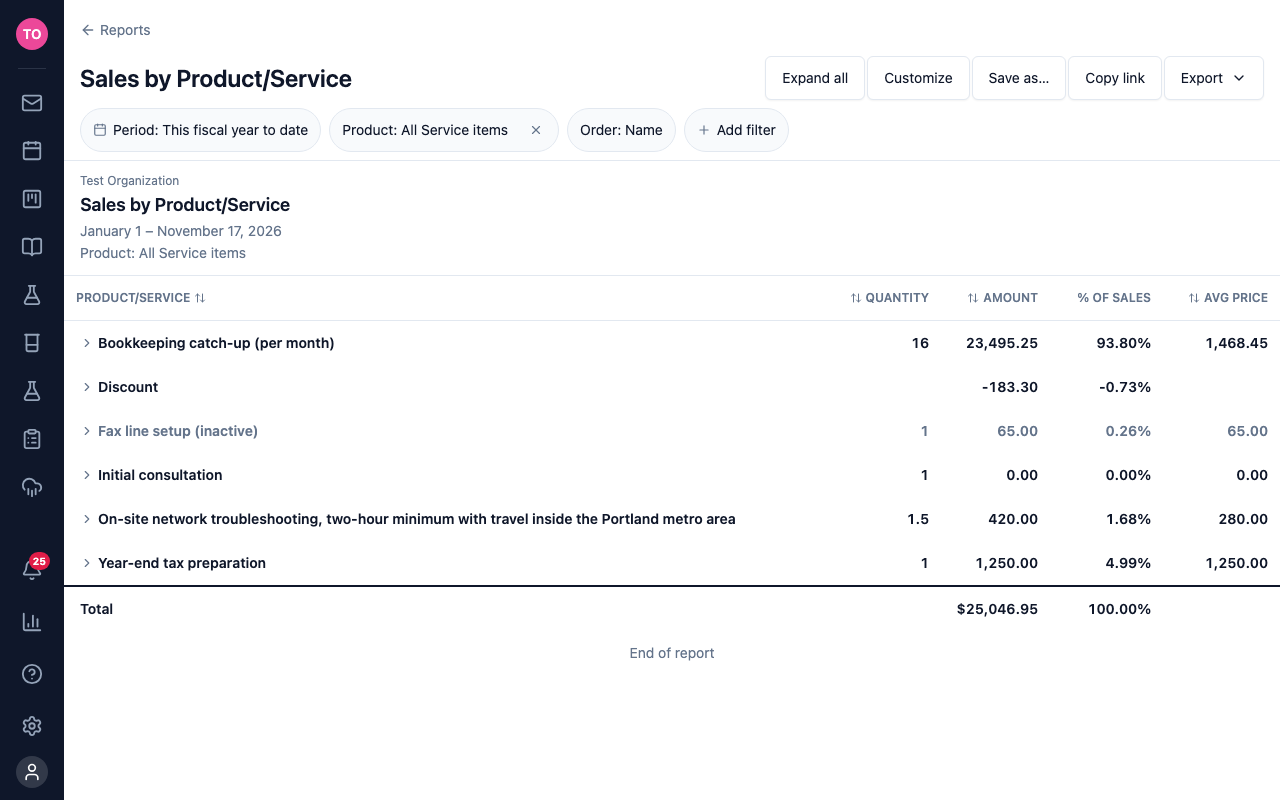 TO
Reports
Sales by Product/Service
Expand all
Customize
Save as...
Copy link
Export
Period: This fiscal year to date
Product: All Service items
Order: Name
Add filter
Test Organization
Sales by Product/Service
January 1 – November 17, 2026
Product: All Service items
PRODUCT/SERVICE QUANTITY AMOUNT % OF SALES AVG PRICE
Bookkeeping catch-up (per month) 16 23,495.25 93.80% 1,468.45
Discount -183.30 -0.73%
Fax line setup (inactive) 1 65.00 0.26% 65.00
Initial consultation 1 0.00 0.00% 0.00
On-site network troubleshooting, two-hour minimum with travel inside the Portland metro area 1.5 420.00 1.68% 280.00
Year-end tax preparation 1 1,250.00 4.99% 1,250.00
Total $25,046.95 100.00%
End of report
25